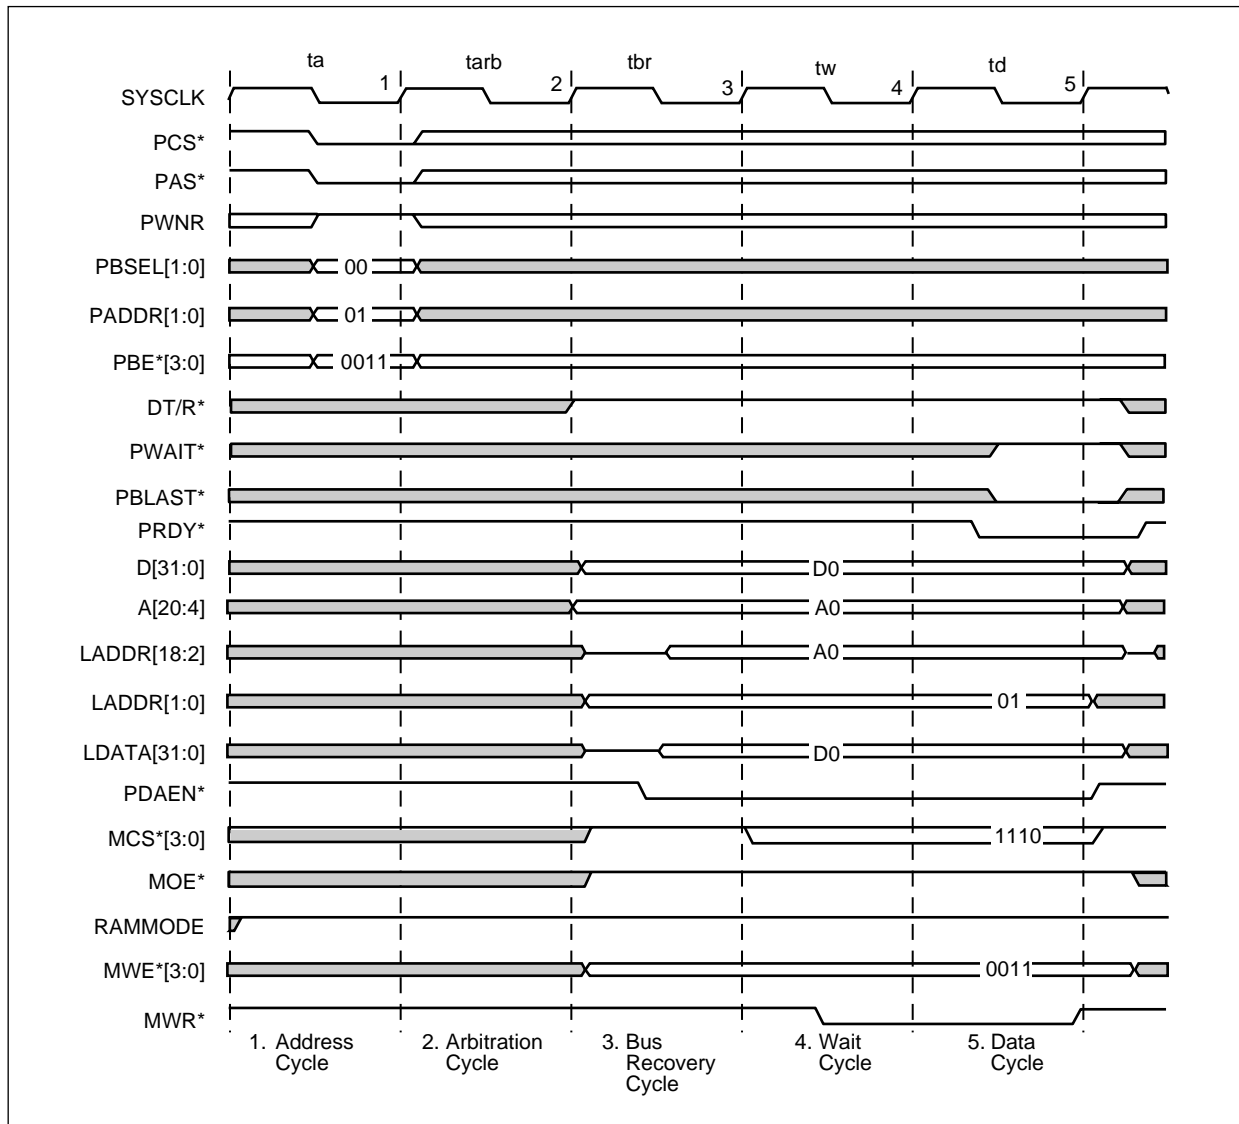 ta tarb tbr tw td
SYSCLK 1 2 3 4 5
PCS*
PAS*
PWNR
PBSEL[1:0] 00
PADDR[1:0] 01
PBE*[3:0] 0011
DT/R*
PWAIT*
PBLAST*
PRDY*
D[31:0] D0
A[20:4] A0
LADDR[18:2] A0
LADDR[1:0] 01
LDATA[31:0] D0
PDAEN*
MCS*[3:0] 1110
MOE*
RAMMODE
MWE*[3:0] 0011
MWR*
1. Address
Cycle
2. Arbitration
Cycle
3. Bus
Recovery
Cycle
4. Wait
Cycle
5. Data
Cycle